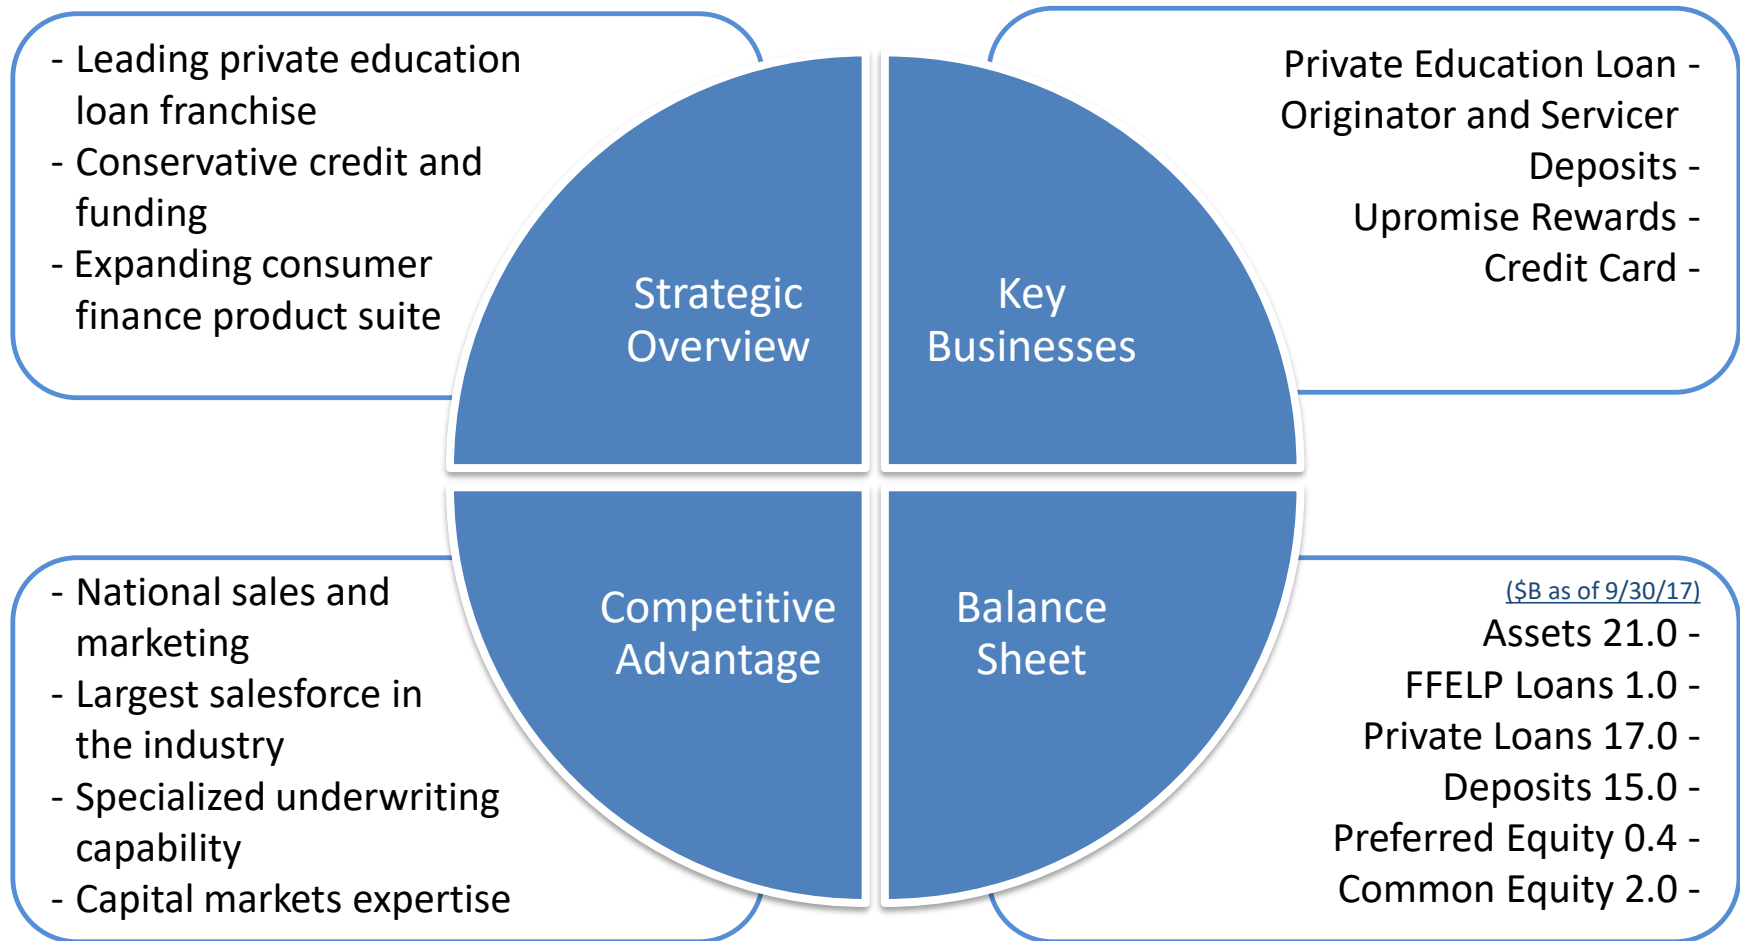 - Leading private education
loan franchise
- Conservative credit and
funding
- Expanding consumer
finance product suite
Strategic
Overview
Key
Businesses
Private Education Loan -
Originator and Servicer
Deposits -
Upromise Rewards -
Credit Card -
- National sales and
marketing
- Largest salesforce in
the industry
- Specialized underwriting
capability
- Capital markets expertise
Competitive
Advantage
Balance
Sheet
($B as of 9/30/17)
Assets 21.0 -
FFELP Loans 1.0 -
Private Loans 17.0 -
Deposits 15.0 -
Preferred Equity 0.4 -
Common Equity 2.0 -